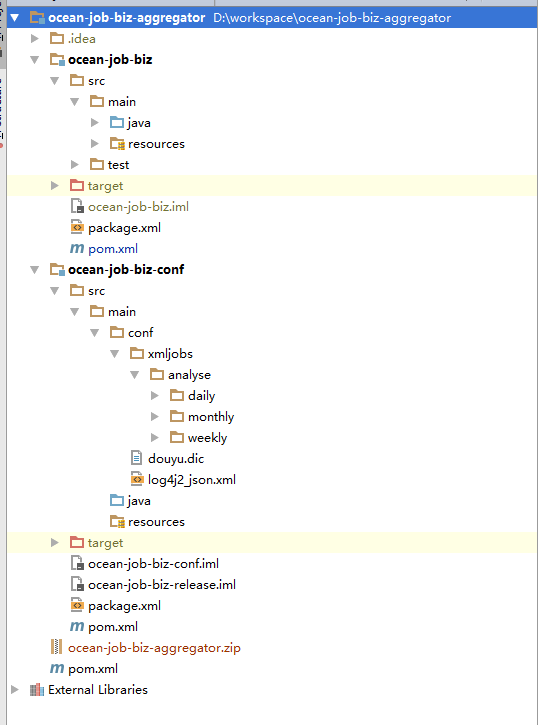 ocean-job-biz-aggregator D:\workspace\ocean-job-biz-aggregator
.idea
ocean-job-biz
src
main
java
resources
test
target
ocean-job-biz.iml
package.xml
pom.xml
ocean-job-biz-conf
src
main
conf
xmljobs
analyse
daily
monthly
weekly
douyu.dic
log4j2_json.xml
java
resources
target
ocean-job-biz-conf.iml
ocean-job-biz-release.iml
package.xml
pom.xml
ocean-job-biz-aggregator.zip
pom.xml
External Libraries